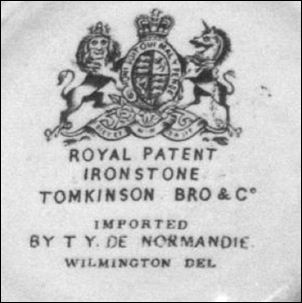 ROYAL PATENT
IRONSTONE
TOMKINSON BRO & Cº
IMPORTED
BY T Y. DE NORMANDIE.
WILMINGTON DEL